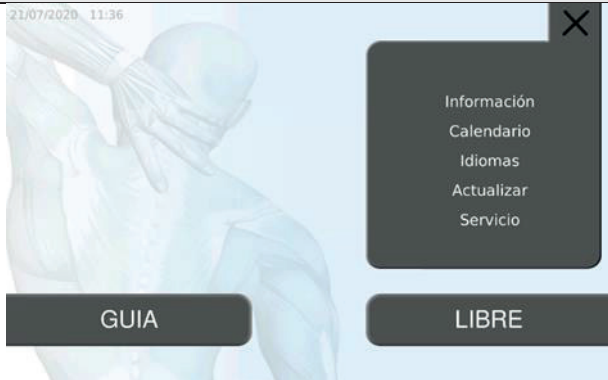 21/07/2020 11:36
Información
Calendario
Idiomas
Actualizar
Servicio
GUIA
LIBRE